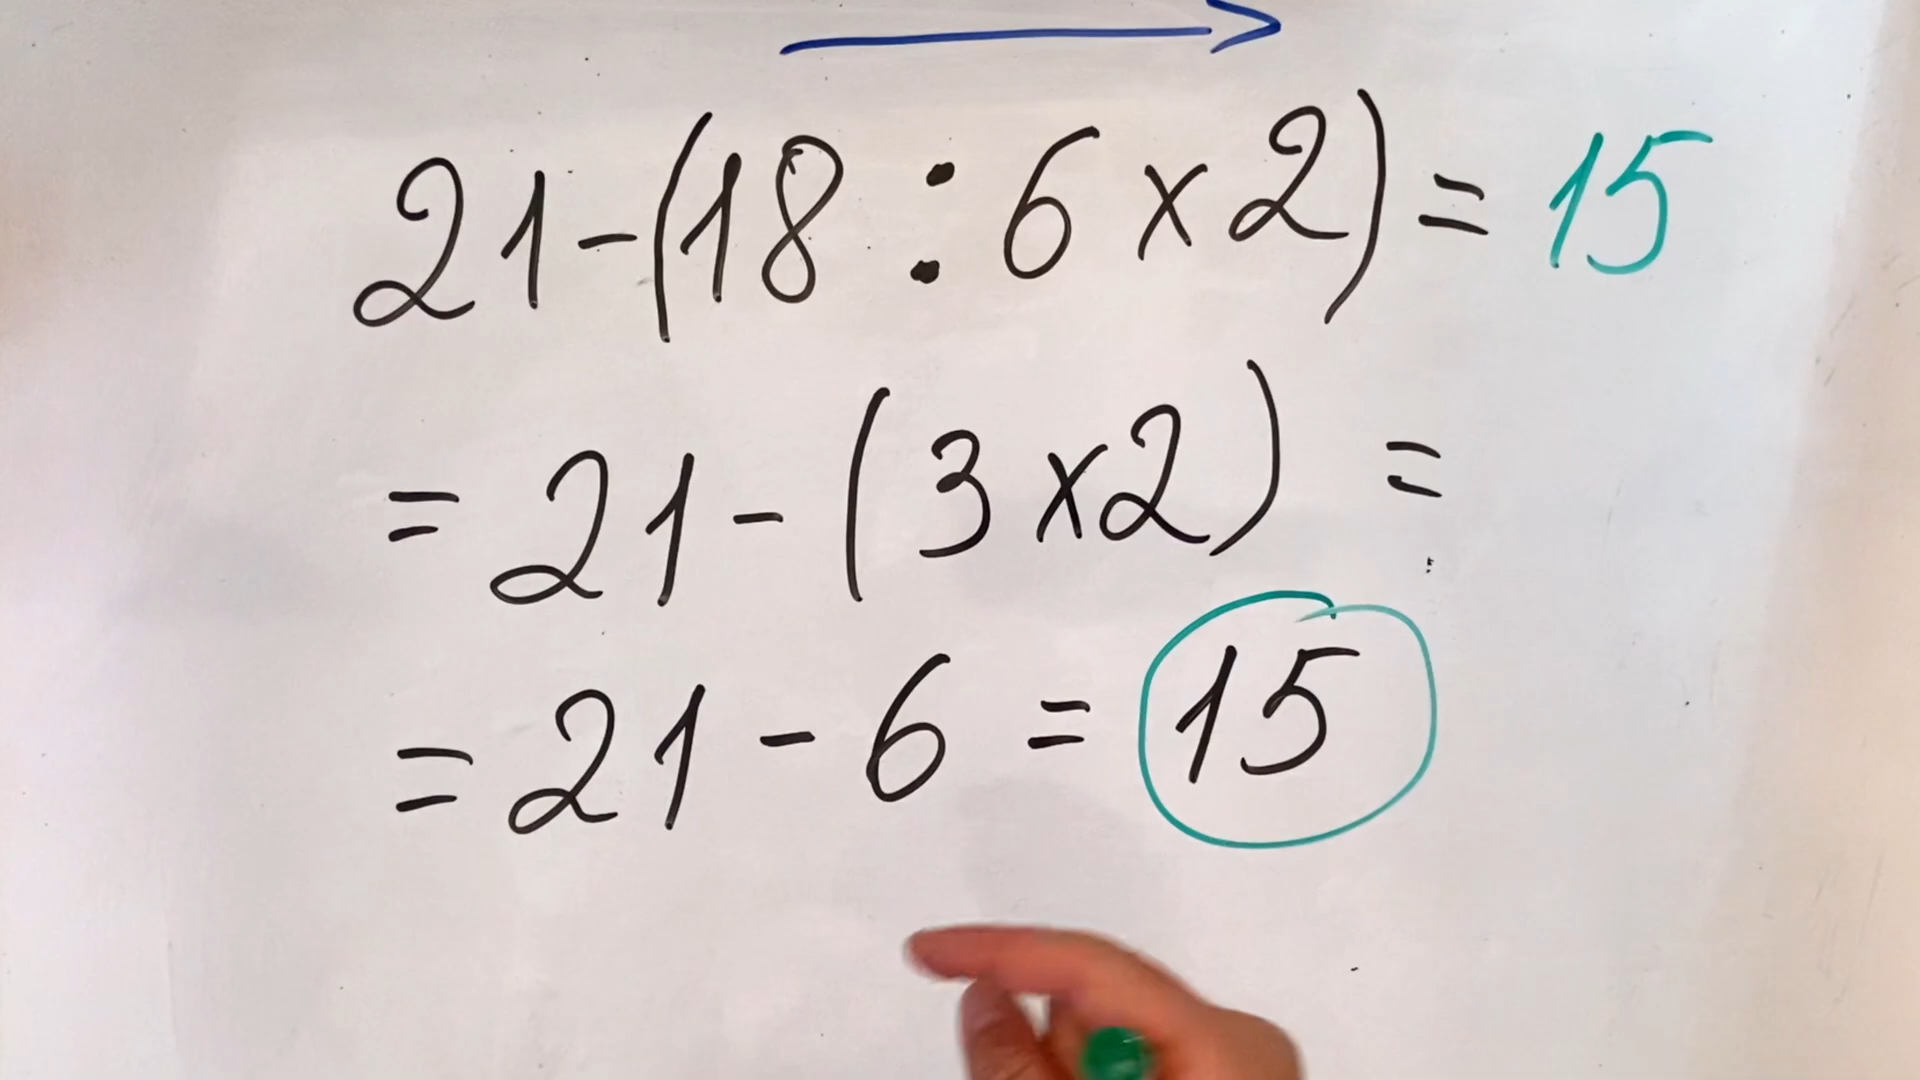 21-(18 : 6 x 2) = 15
= 21 - (3 x 2) =
= 21 - 6 = 15